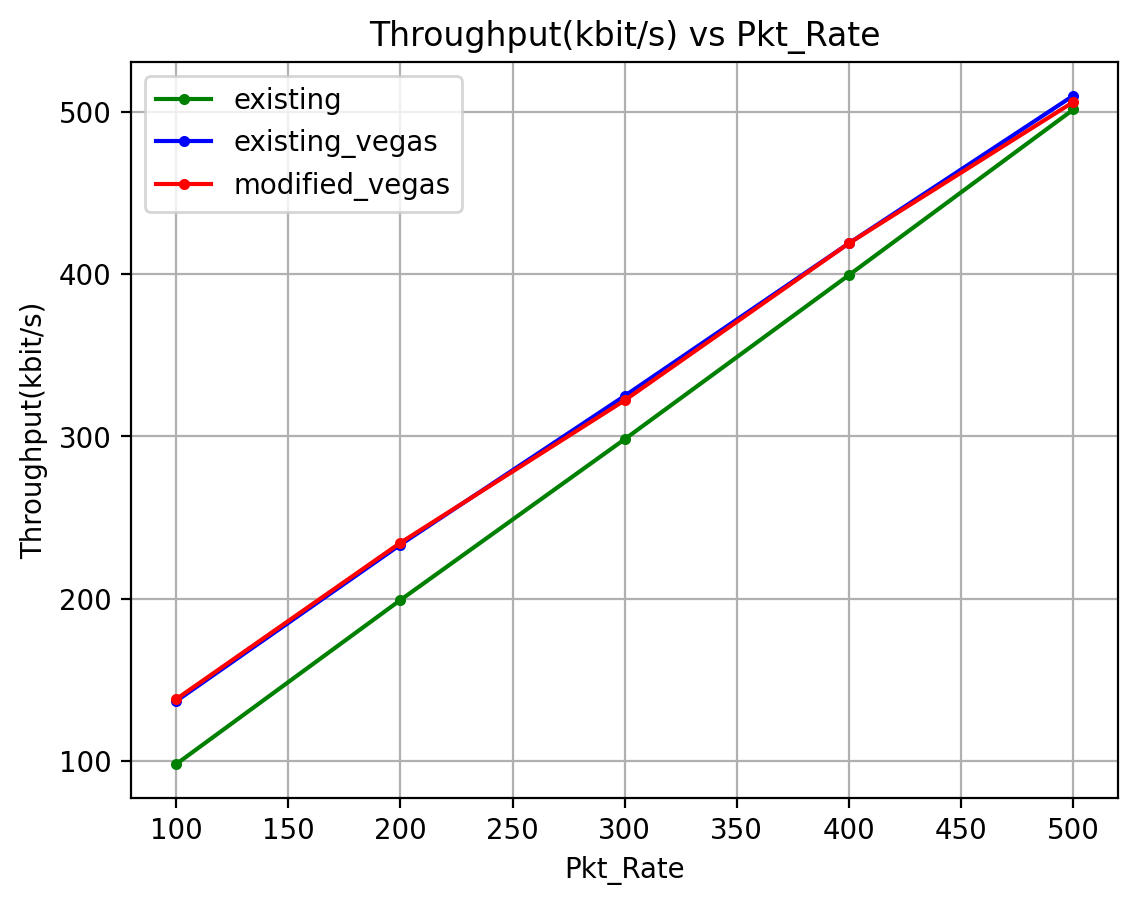 Throughput(kbit/s) vs Pkt_Rate
existing
existing_vegas
modified_vegas
Throughput(kbit/s)
500
400
300
200
100
100 150 200 250 300 350 400 450 500
Pkt_Rate